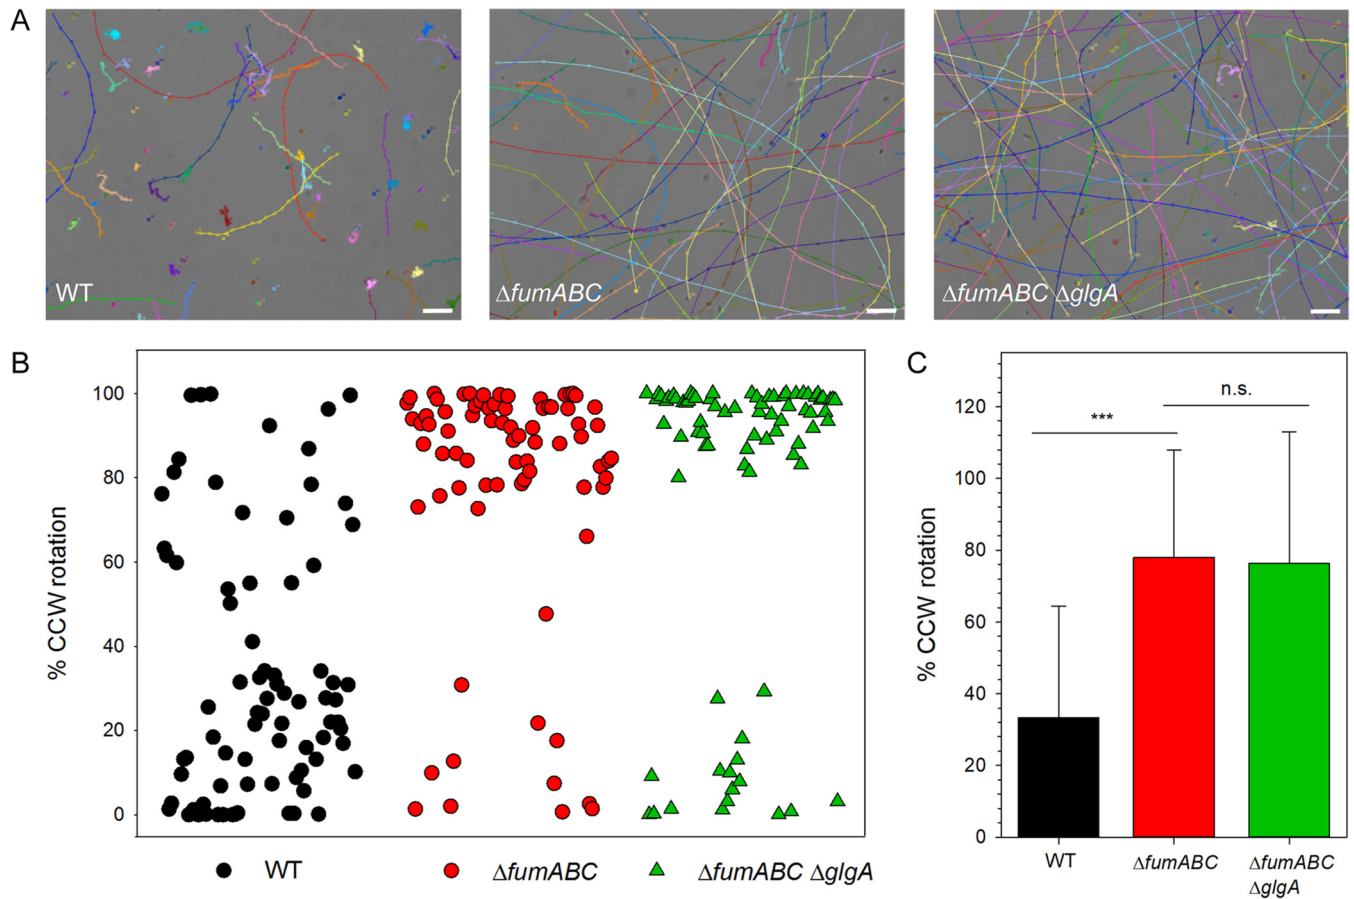 A
WT
ΔfumABC
ΔfumABC ΔglgA
B
% CCW rotation
100
80
60
40
20
0
WT
ΔfumABC
ΔfumABC ΔglgA
C
% CCW rotation
120
100
80
60
40
20
0
***
n.s.
WT
ΔfumABC
ΔfumABC
ΔglgA